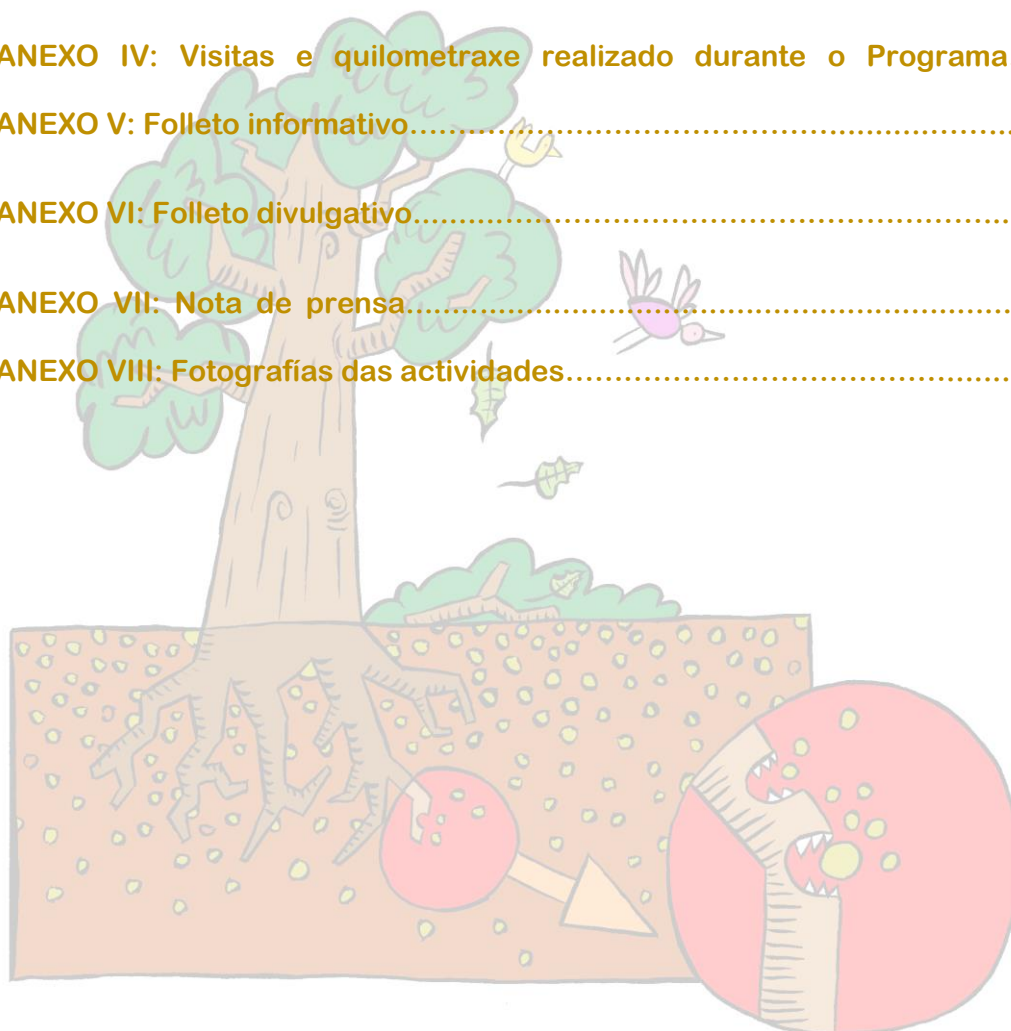 ANEXO IV: Visitas e quilometraxe realizado durante o Programa
ANEXO V: Folleto informativo...............................................................
ANEXO VI: Folleto divulgativo...............................................................
ANEXO VII: Nota de prensa...............................................................
ANEXO VIII: Fotografías das actividades..................................................